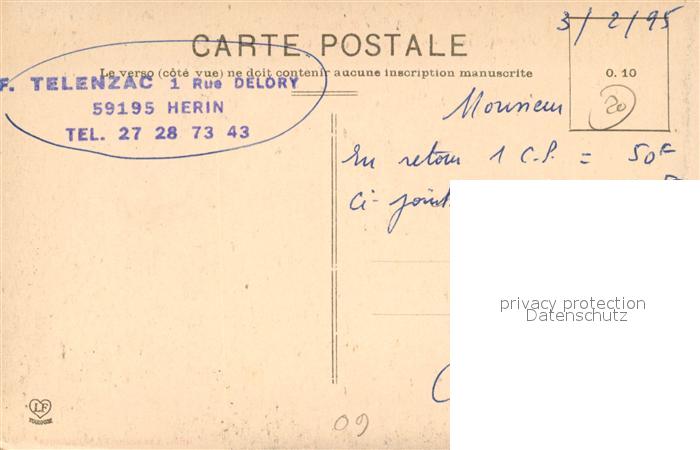 3/2/95
CARTE POSTALE
Le verso (côté vue) ne doit contenir aucune inscription manuscrite
F. TELENZAC 1 Rue DELORY
59195 HERIN
TEL. 27 28 73 43
0.10
20
Monsieur
En retour 1 C.P. = 50F
Ci-joint
privacy protection
Datenschutz
LF
TOULOUSE
09